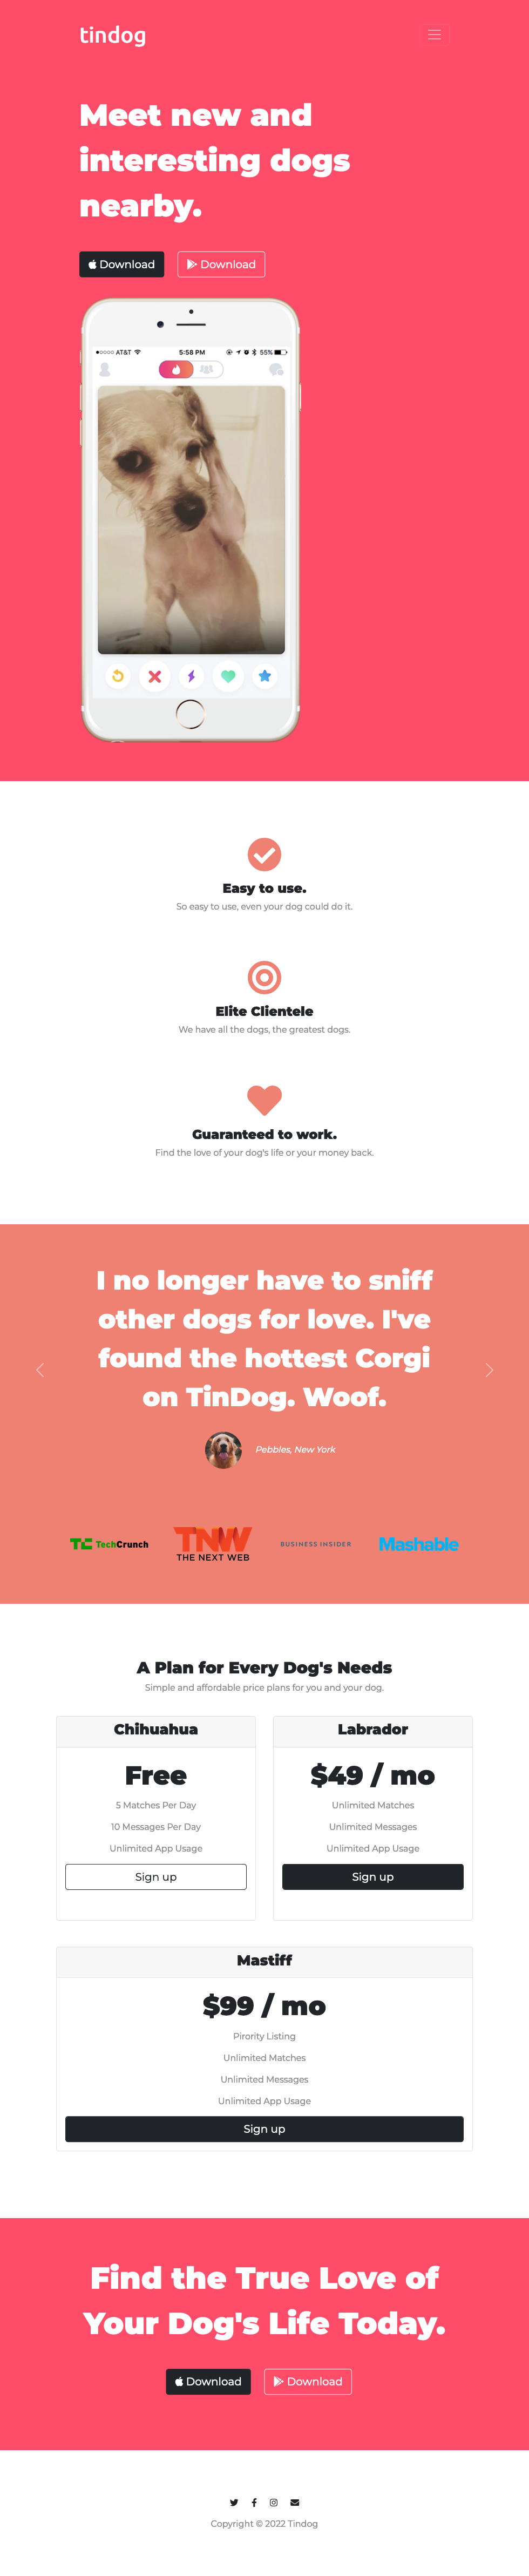 tindog
Meet new and
interesting dogs
nearby.
Download
Download
AT&T
5:58 PM
55%
Easy to use.
So easy to use, even your dog could do it.
Elite Clientele
We have all the dogs, the greatest dogs.
Guaranteed to work.
Find the love of your dog's life or your money back.
I no longer have to sniff
other dogs for love. I've
found the hottest Corgi
on TinDog. Woof.
Pebbles, New York
TC TechCrunch
TNW
THE NEXT WEB
BUSINESS INSIDER
Mashable
A Plan for Every Dog's Needs
Simple and affordable price plans for you and your dog.
Chihuahua
Free
5 Matches Per Day
10 Messages Per Day
Unlimited App Usage
Sign up
Labrador
$49 / mo
Unlimited Matches
Unlimited Messages
Unlimited App Usage
Sign up
Mastiff
$99 / mo
Pirority Listing
Unlimited Matches
Unlimited Messages
Unlimited App Usage
Sign up
Find the True Love of
Your Dog's Life Today.
Download
Download
Copyright © 2022 Tindog